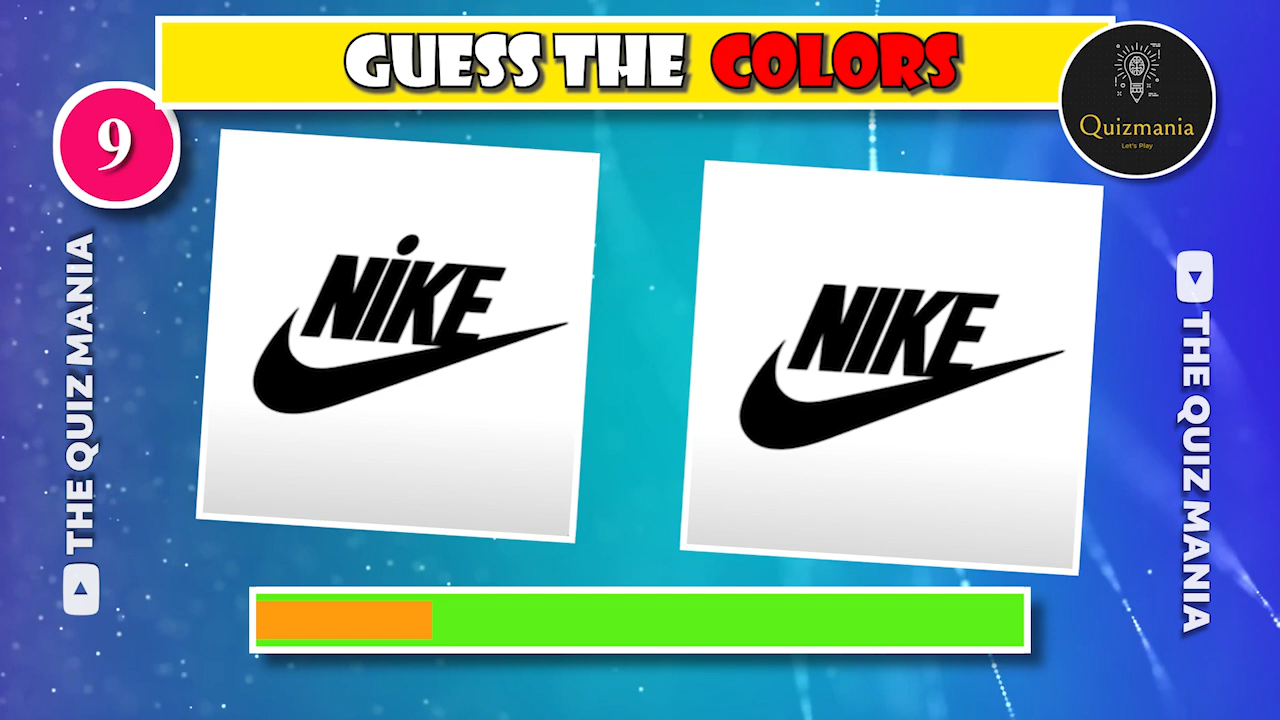 GUESS THE COLORS
9
Quizmania
Let's Play
NiKE
NIKE
THE QUIZ MANIA
THE QUIZ MANIA